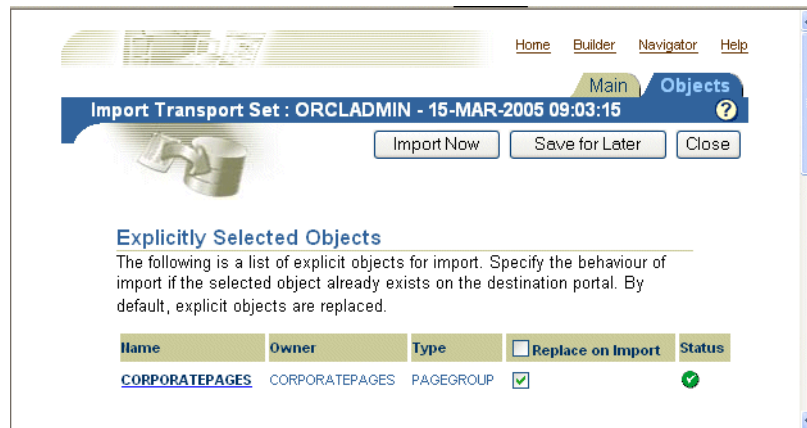 Home Builder Navigator Help
Main Objects
Import Transport Set : ORCLADMIN - 15-MAR-2005 09:03:15 ?
Import Now Save for Later Close
Explicitly Selected Objects
The following is a list of explicit objects for import. Specify the behaviour of
import if the selected object already exists on the destination portal. By
default, explicit objects are replaced.
Name Owner Type Replace on Import Status
CORPORATEPAGES CORPORATEPAGES PAGEGROUP